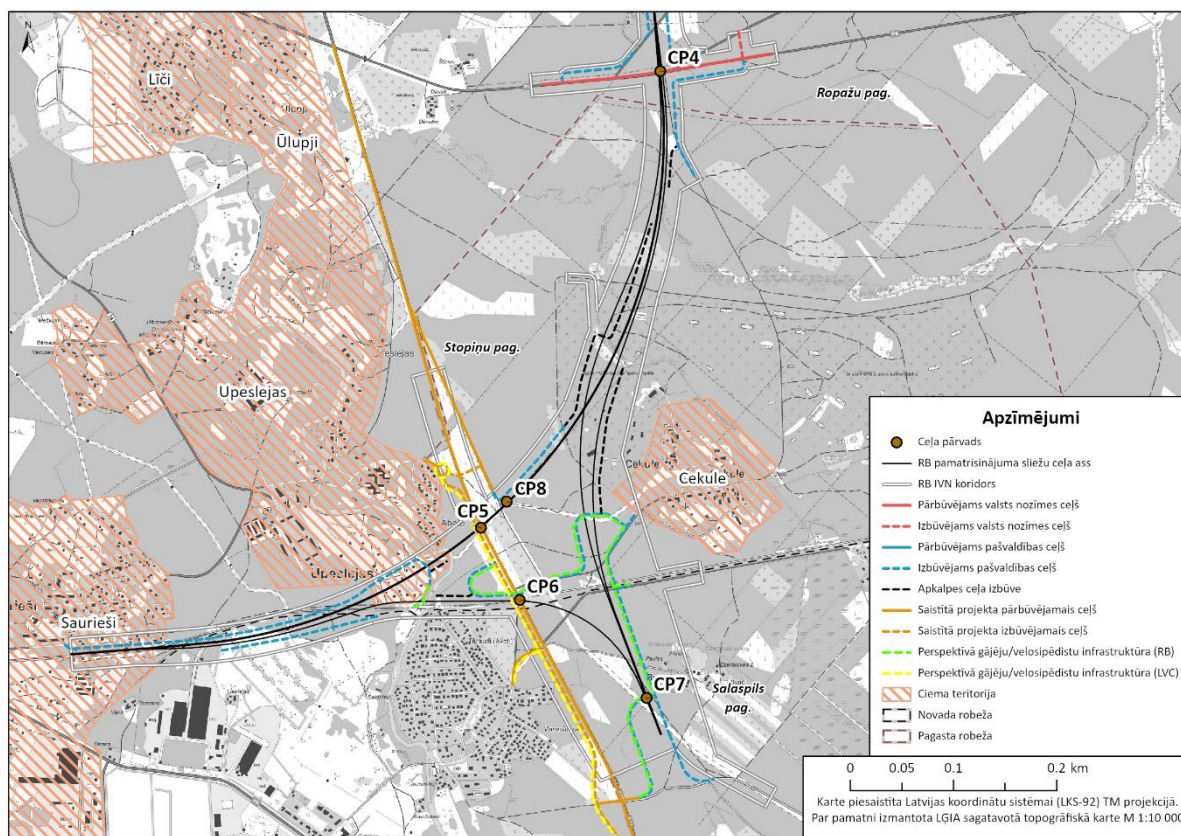 N
CP4
Līči
Ropažu pag.
Ūlupji
Stopiņu pag.
Upeslejas
Cekule
CP8
CP5
Upeslejas
CP6
Saurieši
CP7
Salaspils
pag.
Apzīmējumi
Ceļa pārvads
RB pamatrisinājuma sliežu ceļa ass
RB IVN koridors
Pārbūvējams valsts nozīmes ceļš
Izbūvējams valsts nozīmes ceļš
Pārbūvējams pašvaldības ceļš
Izbūvējams pašvaldības ceļš
Apkalpes ceļa izbūve
Saistītā projekta pārbūvējamais ceļš
Saistītā projekta izbūvējamais ceļš
Perspektīvā gājēju/velosipēdistu infrastruktūra (RB)
Perspektīvā gājēju/velosipēdistu infrastruktūra (LVC)
Ciema teritorija
Novada robeža
Pagasta robeža
0 0.05 0.1 0.2 km
Karte piesaistīta Latvijas koordinātu sistēmai (LKS-92) TM projekcijā.
Par pamatni izmantota LĢIA sagatavotā topogrāfiskā karte M 1:10 000